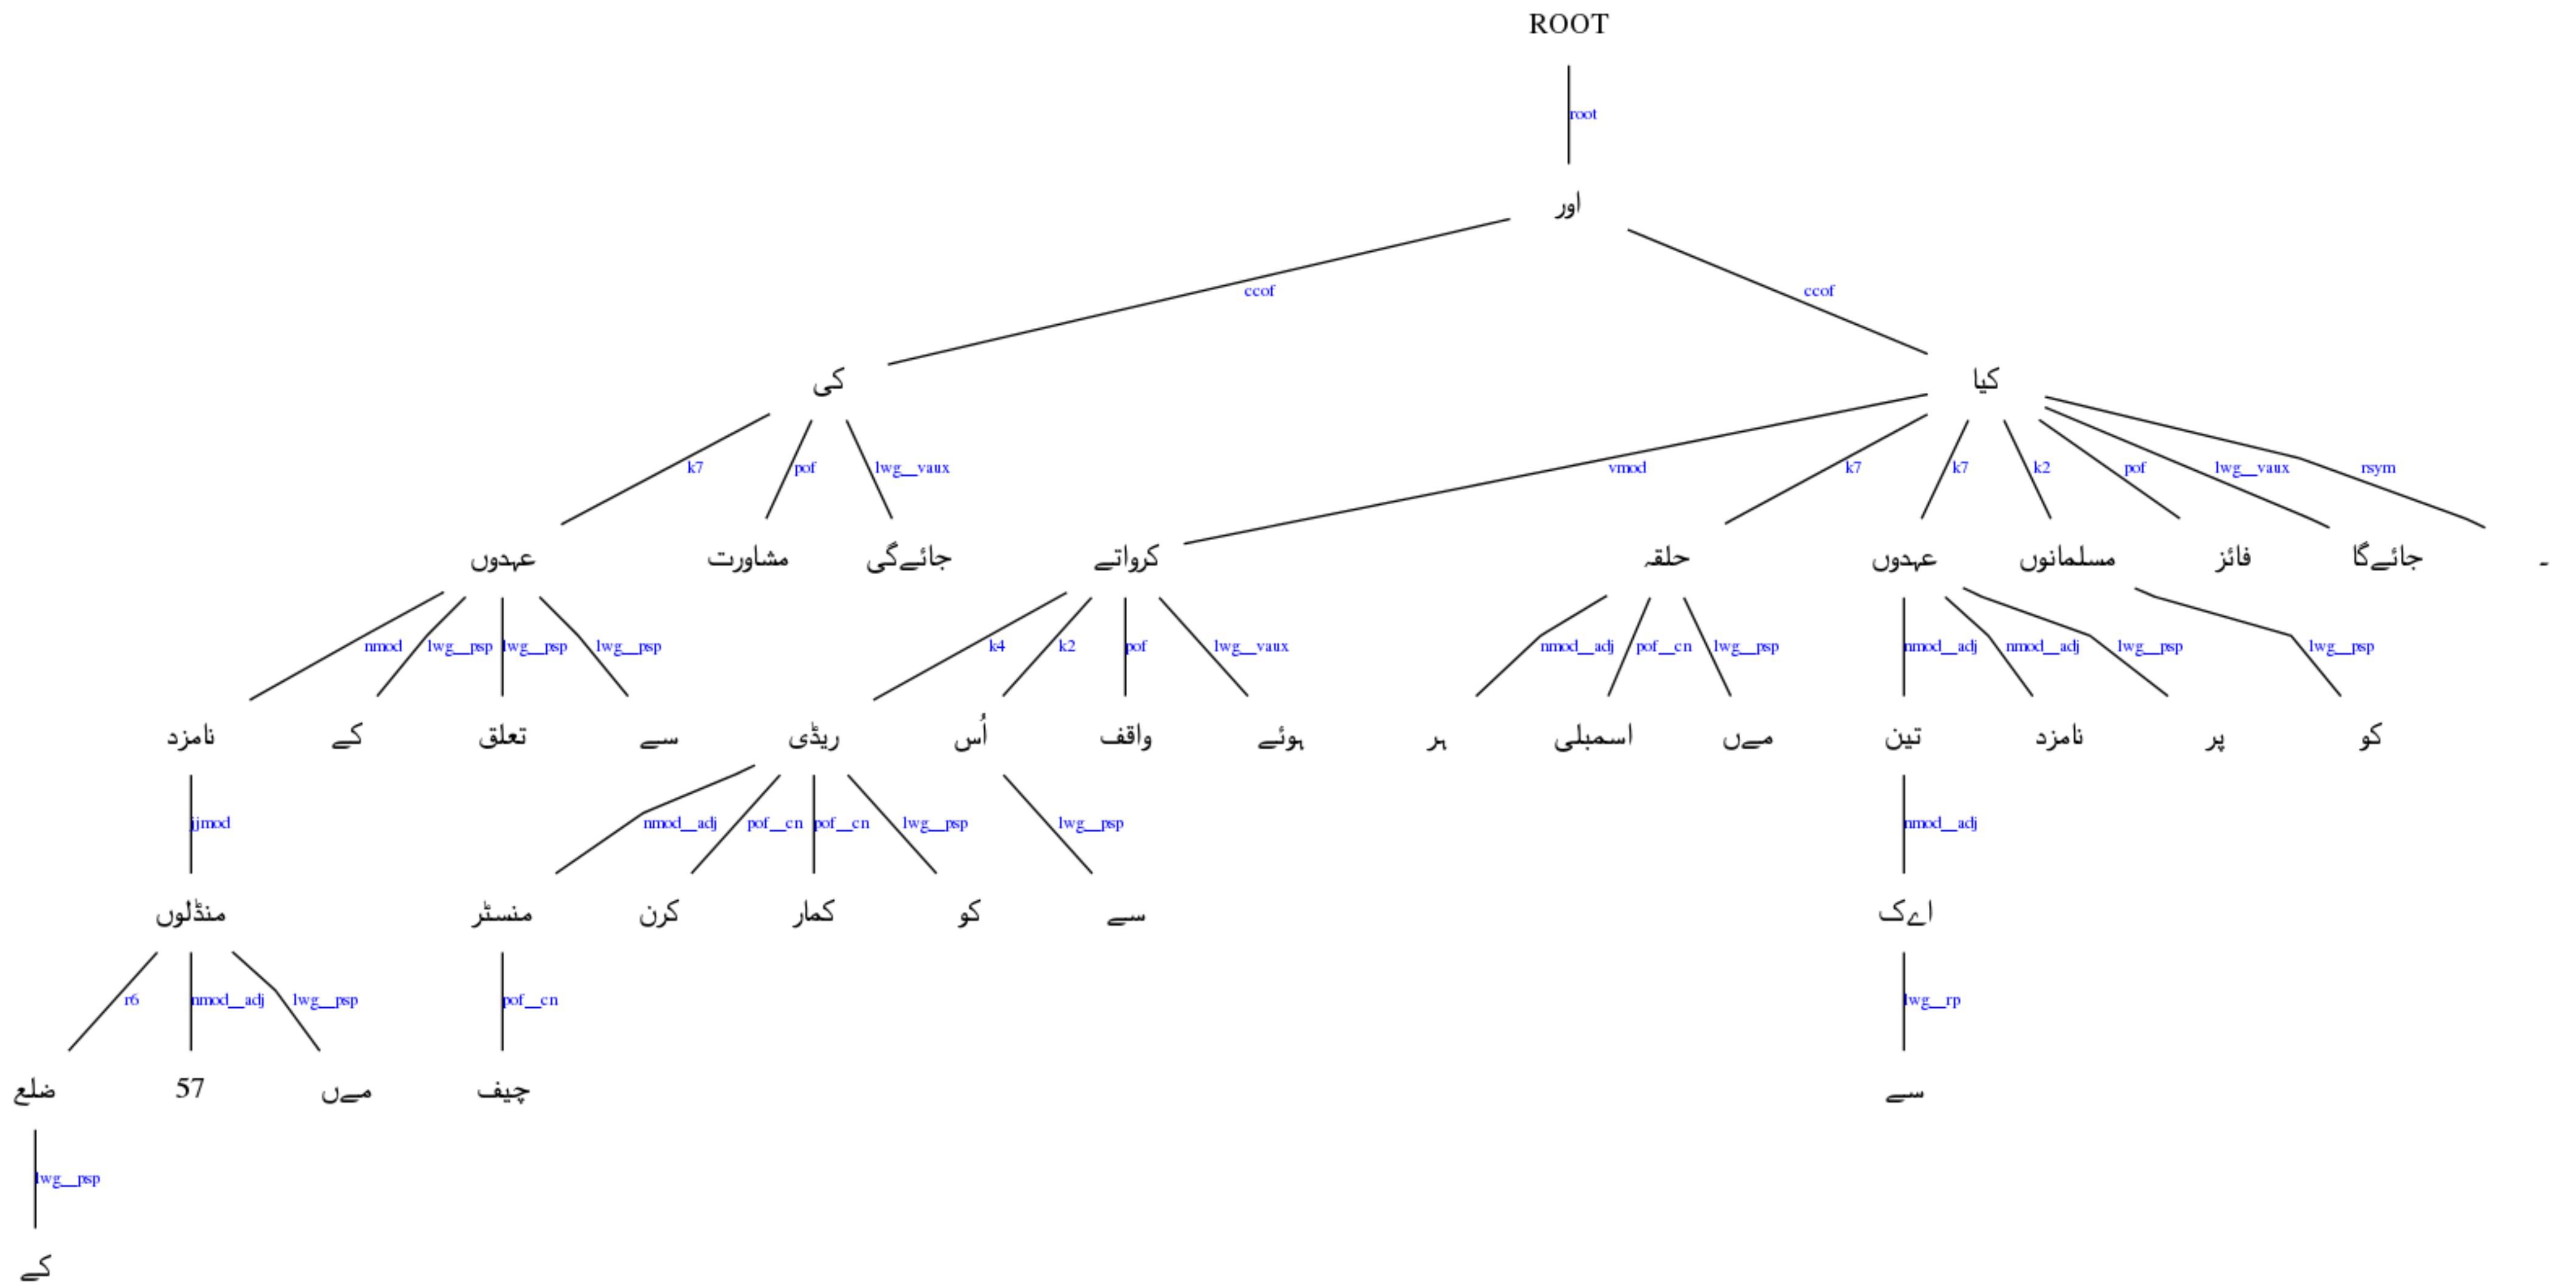 ROOT
root
اور
ccof ccof
کی کیا
k7 pof lwg__vaux vmod k7 k7 k2 pof lwg__vaux rsym
عہدوں مشاورت جائےگی کرواتے حلقہ عہدوں مسلمانوں فائز جائےگا ۔
nmod lwg__psp lwg__psp lwg__psp k4 k2 pof lwg__vaux nmod__adj pof__cn lwg__psp nmod__adj nmod__adj lwg__psp lwg__psp
نامزد کے تعلق سے ریڈی اُس واقف ہوئے ہر اسمبلی مےں تین نامزد پر کو
jjmod nmod__adj pof__cn pof__cn lwg__psp lwg__psp nmod__adj
منڈلوں منسٹر کرن کمار کو سے اےک
r6 nmod__adj lwg__psp pof__cn lwg__rp
ضلع 57 مےں چیف سے
lwg__psp
کے